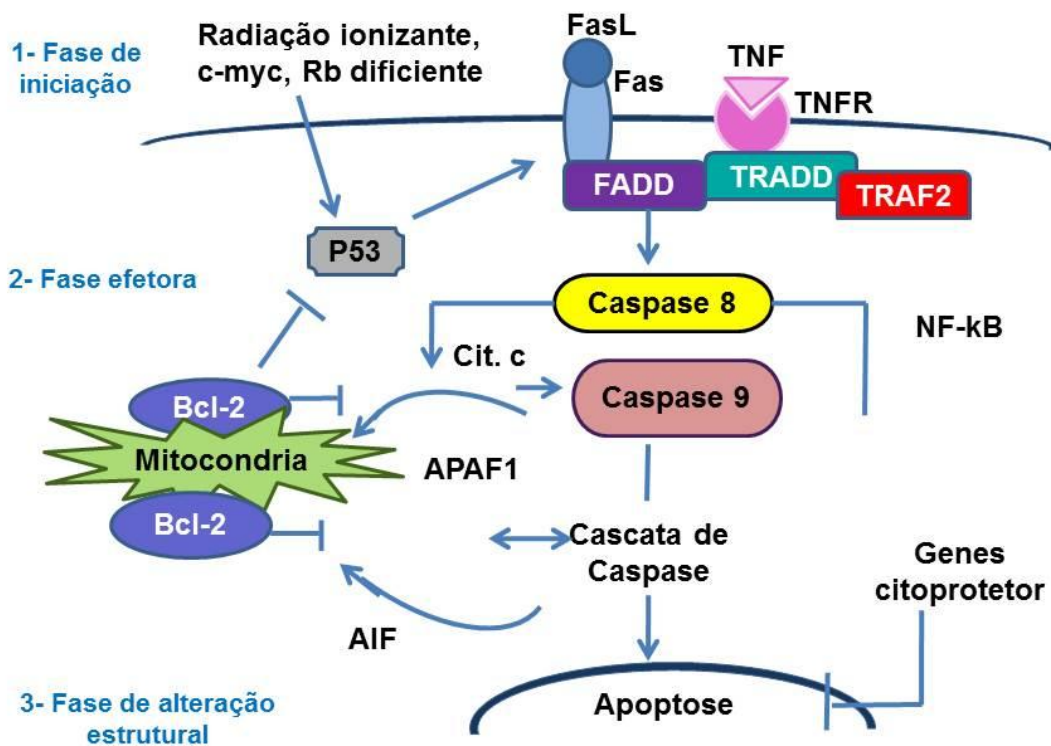 1- Fase de
iniciação
Radiação ionizante,
c-myc, Rb dificiente
FasL
Fas
TNF
TNFR
FADD
TRADD
TRAF2
P53
2- Fase efetora
Caspase 8
NF-kB
Cit. c
Caspase 9
Bcl-2
Mitocondria
APAF1
Bcl-2
Cascata de
Caspase
Genes
citoprotetor
AIF
3- Fase de alteração
estrutural
Apoptose